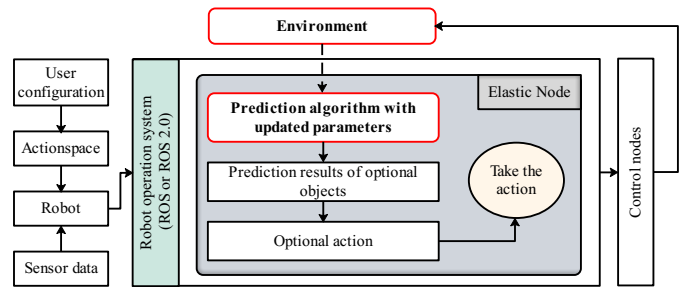 Environment
User
configuration
Actionspace
Robot
Sensor data
Robot operation system
(ROS or ROS 2.0)
Elastic Node
Prediction algorithm with
updated parameters
Prediction results of optional
objects
Optional action
Take the
action
Control nodes